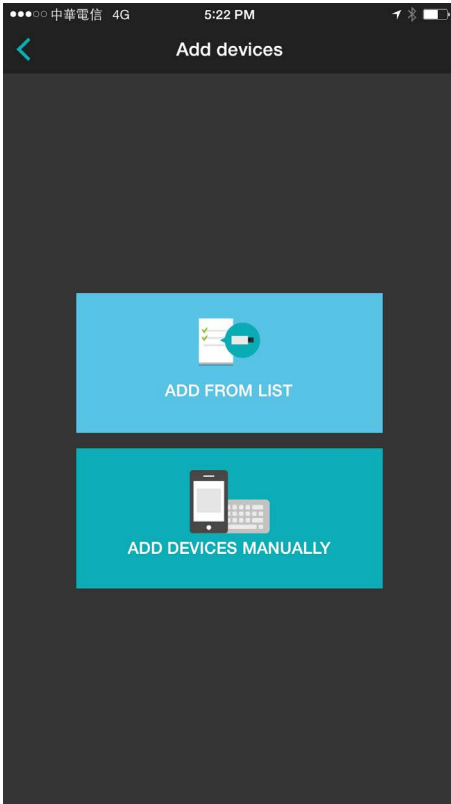 中華電信 4G 5:22 PM
Add devices
ADD FROM LIST
ADD DEVICES MANUALLY